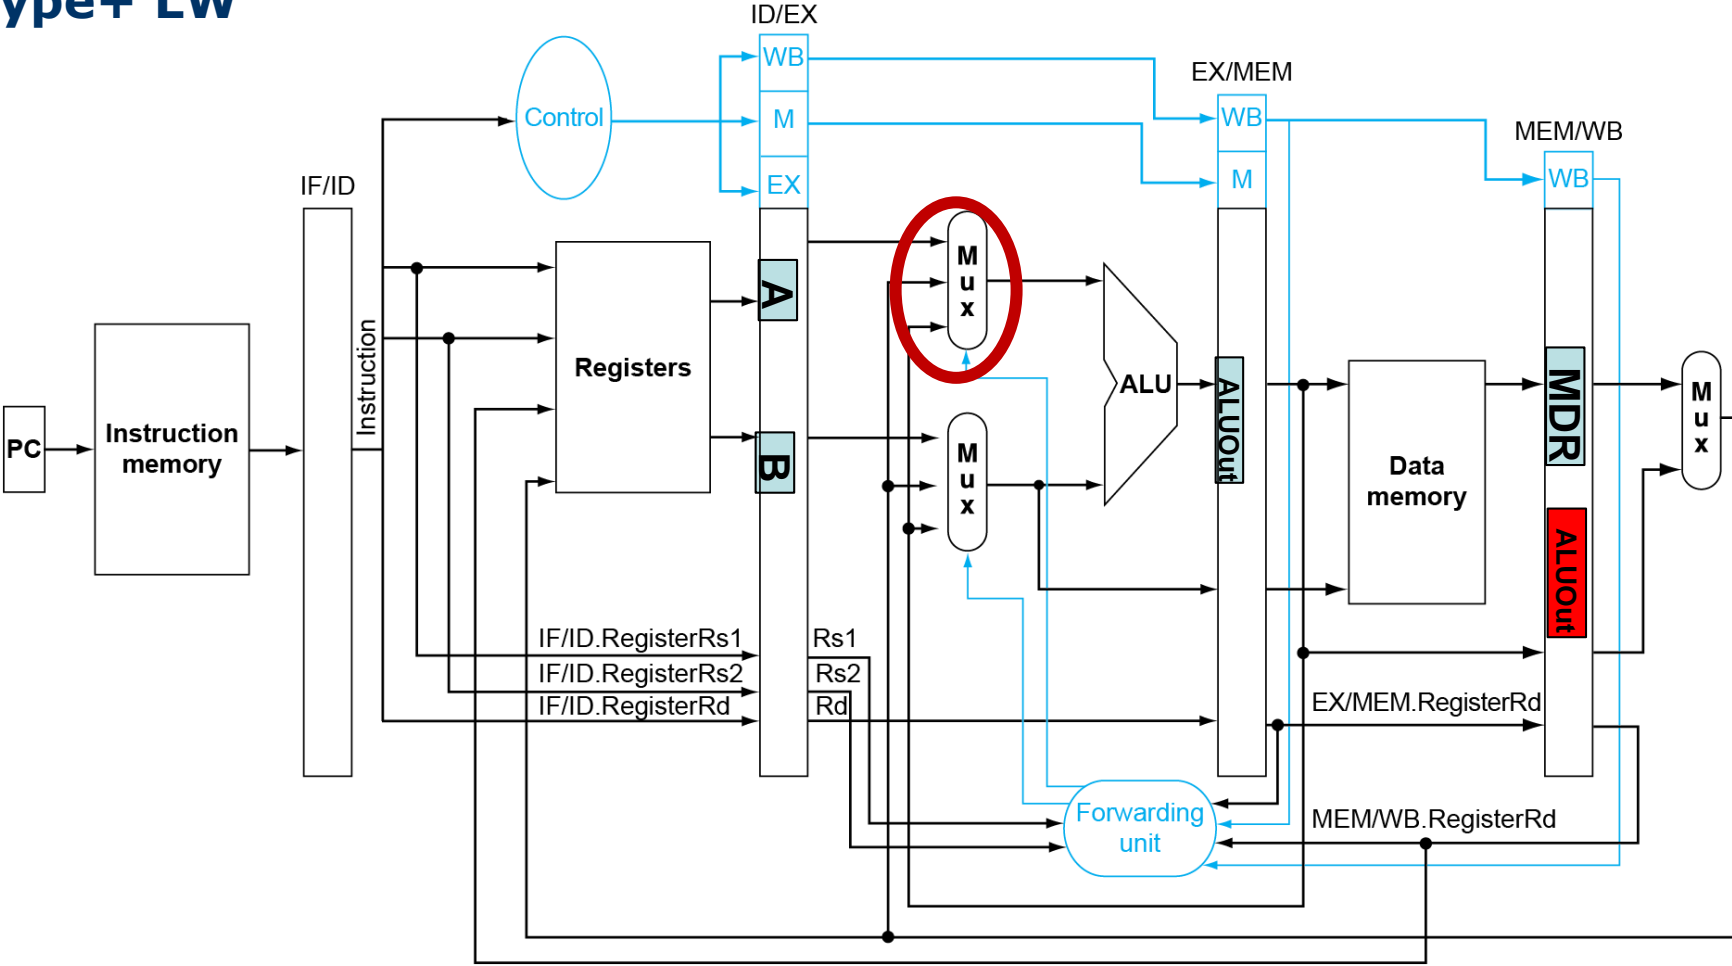 ype+ LW
ID/EX
WB
M
EX
Control
EX/MEM
WB
M
MEM/WB
WB
IF/ID
Instruction
PC
Instruction
memory
Registers
A
B
M
u
x
M
u
x
ALU
ALUOut
Data
memory
MDR
ALUOut
M
u
x
IF/ID.RegisterRs1
IF/ID.RegisterRs2
IF/ID.RegisterRd
Rs1
Rs2
Rd
EX/MEM.RegisterRd
Forwarding
unit
MEM/WB.RegisterRd